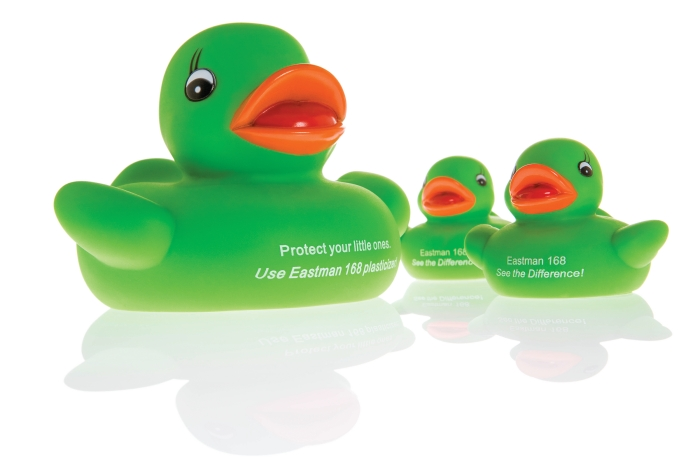 Protect your little ones.
Use Eastman 168 plasticizer!
Eastman 168
See the Difference
Eastman 168
See the Difference!